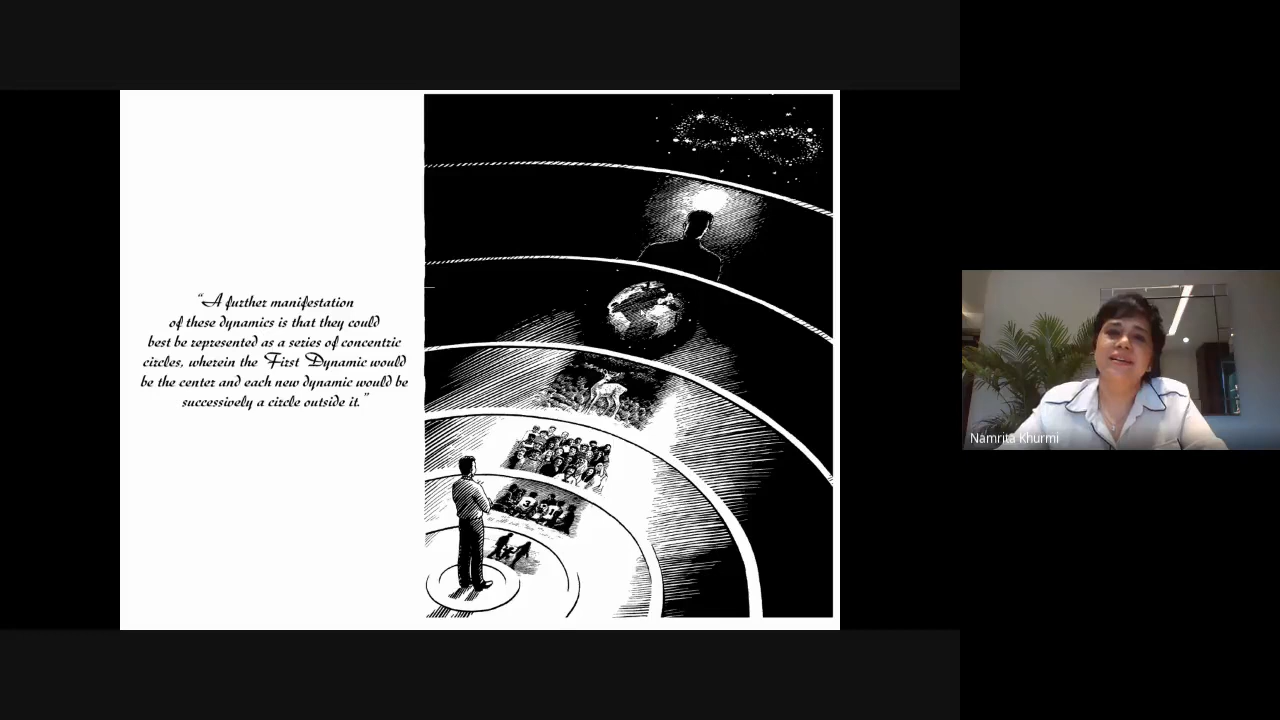 “A further manifestation
of these dynamics is that they could
best be represented as a series of concentric
circles, wherein the First Dynamic would
be the center and each new dynamic would be
successively a circle outside it.”
Namrita Khurmi